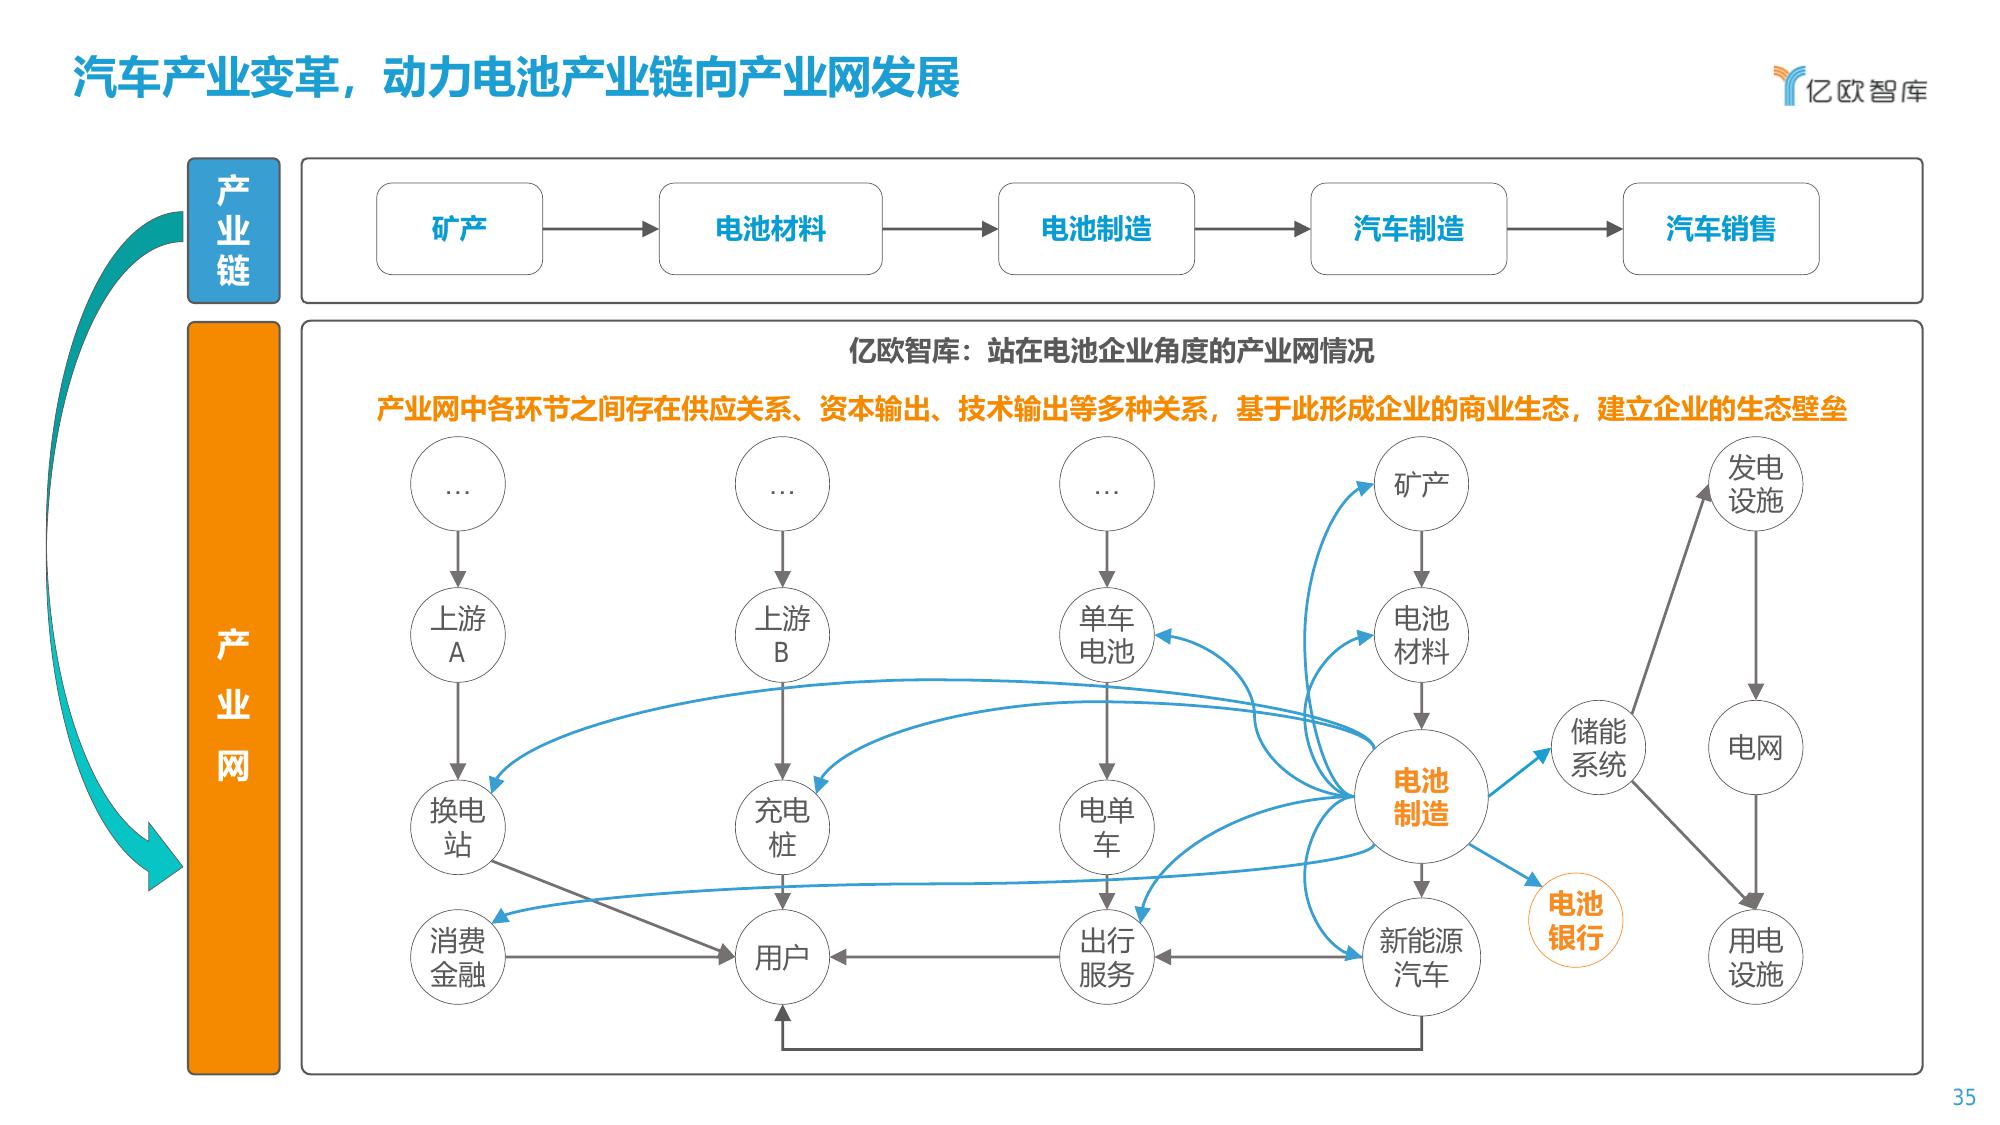 汽车产业变革，动力电池产业链向产业网发展
亿欧智库
产
业
链
矿产
电池材料
电池制造
汽车制造
汽车销售
产
业
网
亿欧智库：站在电池企业角度的产业网情况
产业网中各环节之间存在供应关系、资本输出、技术输出等多种关系，基于此形成企业的商业生态，建立企业的生态壁垒
…
…
…
矿产
发电
设施
上游
A
上游
B
单车
电池
电池
材料
储能
系统
电网
换电
站
充电
桩
电单
车
电池
制造
电池
银行
消费
金融
用户
出行
服务
新能源
汽车
用电
设施
35